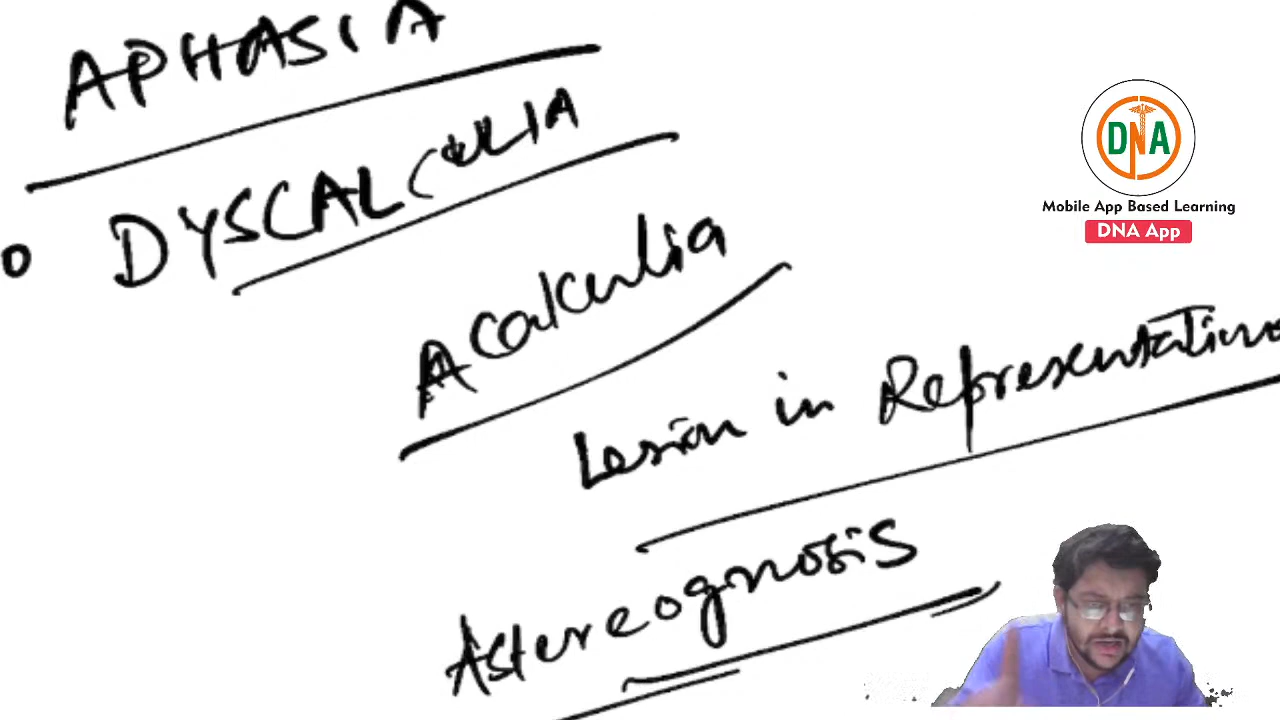 APHASIA
DYSCALCULIA
Acalculia
Lesion in Representation
Astereognosis
DNA
Mobile App Based Learning
DNA App